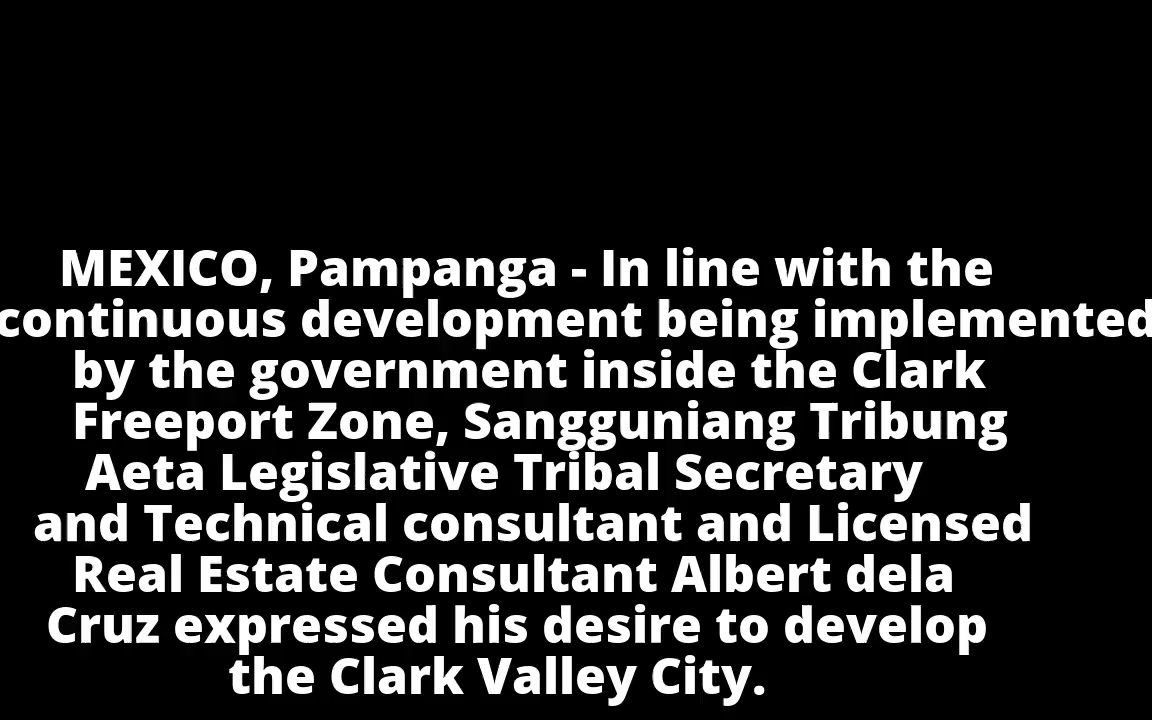 MEXICO, Pampanga - In line with the
continuous development being implemented
by the government inside the Clark
Freeport Zone, Sangguniang Tribung
Aeta Legislative Tribal Secretary
and Technical consultant and Licensed
Real Estate Consultant Albert dela
Cruz expressed his desire to develop
the Clark Valley City.